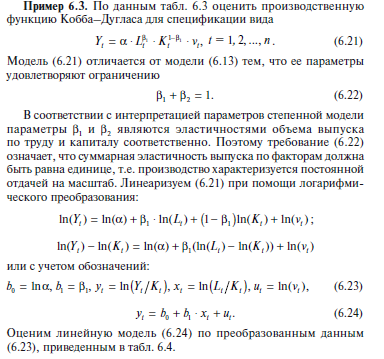 Пример 6.3. По данным табл. 6.3 оценить производственную
функцию Кобба–Дугласа для спецификации вида
Yₜ = α · Lₜ^β₁ · Kₜ^(1−β₁) · νₜ, t = 1, 2, ..., n .    (6.21)
Модель (6.21) отличается от модели (6.13) тем, что ее параметры
удовлетворяют ограничению
β₁ + β₂ = 1.    (6.22)
В соответствии с интерпретацией параметров степенной модели
параметры β₁ и β₂ являются эластичностями объема выпуска
по труду и капиталу соответственно. Поэтому требование (6.22)
означает, что суммарная эластичность выпуска по факторам должна
быть равна единице, т.е. производство характеризуется постоянной
отдачей на масштаб. Линеаризуем (6.21) при помощи логарифми-
ческого преобразования:
ln(Yₜ) = ln(α) + β₁ · ln(Lₜ) + (1 − β₁)ln(Kₜ) + ln(νₜ) ;
ln(Yₜ) − ln(Kₜ) = ln(α) + β₁(ln(Lₜ) − ln(Kₜ)) + ln(νₜ)
или с учетом обозначений:
b₀ = ln α, b₁ = β₁, yₜ = ln(Yₜ/Kₜ), xₜ = ln(Lₜ/Kₜ), uₜ = ln(νₜ),    (6.23)
yₜ = b₀ + b₁ · xₜ + uₜ.    (6.24)
Оценим линейную модель (6.24) по преобразованным данным
(6.23), приведенным в табл. 6.4.